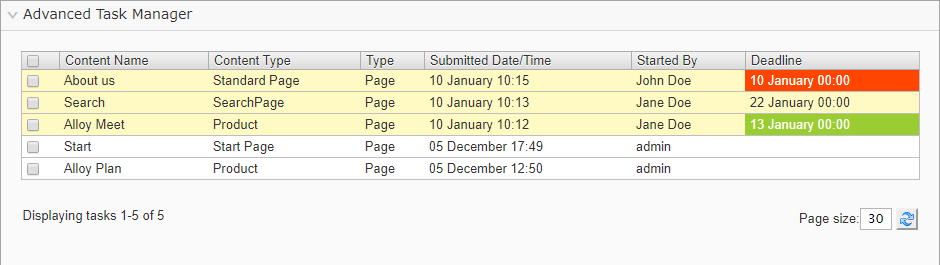 Advanced Task Manager
Content Name Content Type Type Submitted Date/Time Started By Deadline
About us Standard Page Page 10 January 10:15 John Doe 10 January 00:00
Search SearchPage Page 10 January 10:13 Jane Doe 22 January 00:00
Alloy Meet Product Page 10 January 10:12 Jane Doe 13 January 00:00
Start Start Page Page 05 December 17:49 admin
Alloy Plan Product Page 05 December 12:50 admin
Displaying tasks 1-5 of 5
Page size: 30